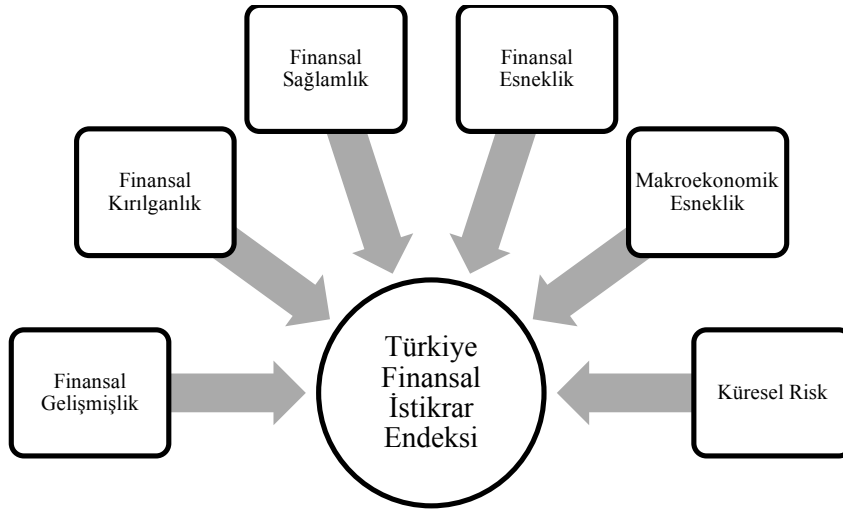 Finansal
Sağlamlık
Finansal
Esneklik
Finansal
Kırılganlık
Makroekonomik
Esneklik
Finansal
Gelişmişlik
Türkiye
Finansal
İstikrar
Endeksi
Küresel Risk